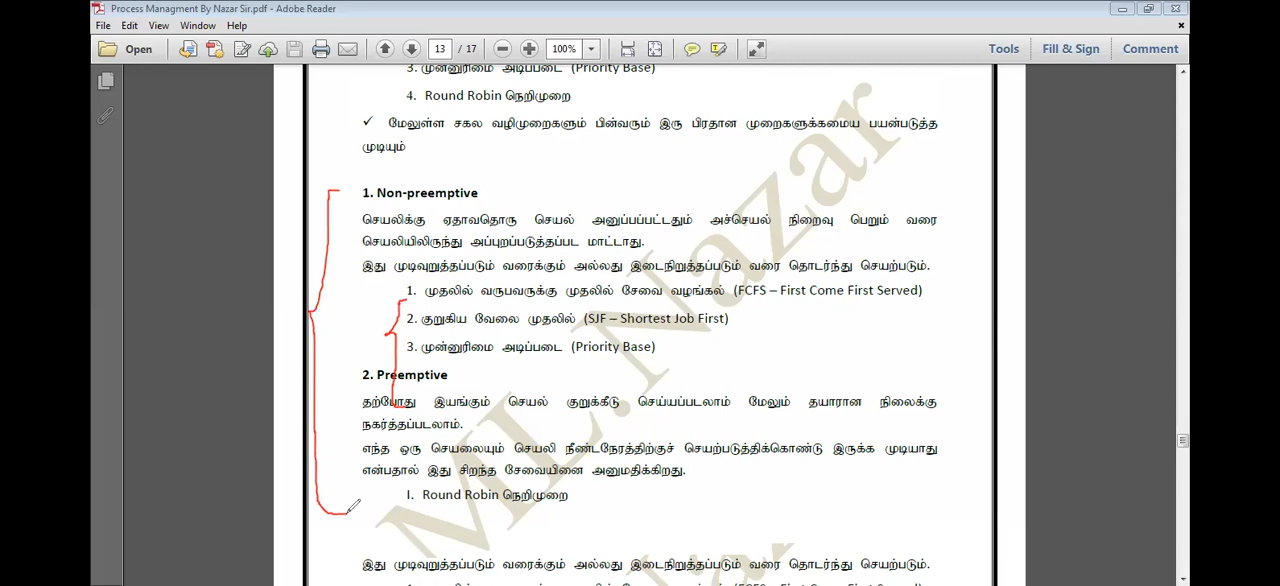 Process Managment By Nazar Sir.pdf - Adobe Reader
File Edit View Window Help
Open 13 / 17 100% Tools Fill & Sign Comment
3. முன்னுரிமை அடிப்படை (Priority Base)
4. Round Robin நெறிமுறை
✓ மேலுள்ள சகல வழிமுறைகளும் பின்வரும் இரு பிரதான முறைகளுக்கமைய பயன்படுத்த
முடியும்
1. Non-preemptive
செயலிக்கு ஏதாவதொரு செயல் அனுப்பப்பட்டதும் அச்செயல் நிறைவு பெறும் வரை
செயலியிலிருந்து அப்புறப்படுத்தப்பட மாட்டாது.
இது முடிவுறுத்தப்படும் வரைக்கும் அல்லது இடைநிறுத்தப்படும் வரை தொடர்ந்து செயற்படும்.
1. முதலில் வருபவருக்கு முதலில் சேவை வழங்கல் (FCFS – First Come First Served)
2. குறுகிய வேலை முதலில் (SJF – Shortest Job First)
3. முன்னுரிமை அடிப்படை (Priority Base)
2. Preemptive
தற்போது இயங்கும் செயல் குறுக்கீடு செய்யப்படலாம் மேலும் தயாரான நிலைக்கு
நகர்த்தப்படலாம்.
எந்த ஒரு செயலையும் செயலி நீண்டநேரத்திற்குச் செயற்படுத்திக்கொண்டு இருக்க முடியாது
என்பதால் இது சிறந்த சேவையினை அனுமதிக்கிறது.
I. Round Robin நெறிமுறை
இது முடிவுறுத்தப்படும் வரைக்கும் அல்லது இடைநிறுத்தப்படும் வரை தொடர்ந்து செயற்படும்.
ML.Nazar